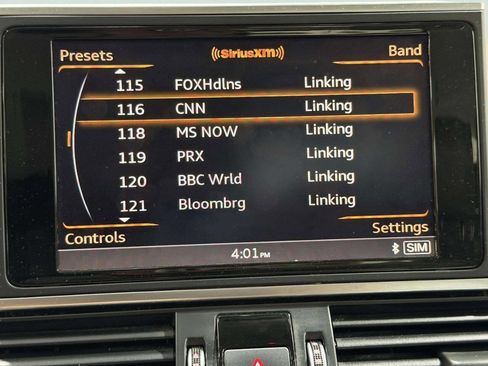 Presets ((SiriusXM)) Band
115 FOXHdlns Linking
116 CNN Linking
118 MS NOW Linking
119 PRX Linking
120 BBC Wrld Linking
121 Bloombrg Linking
Controls Settings
4:01 PM SIM